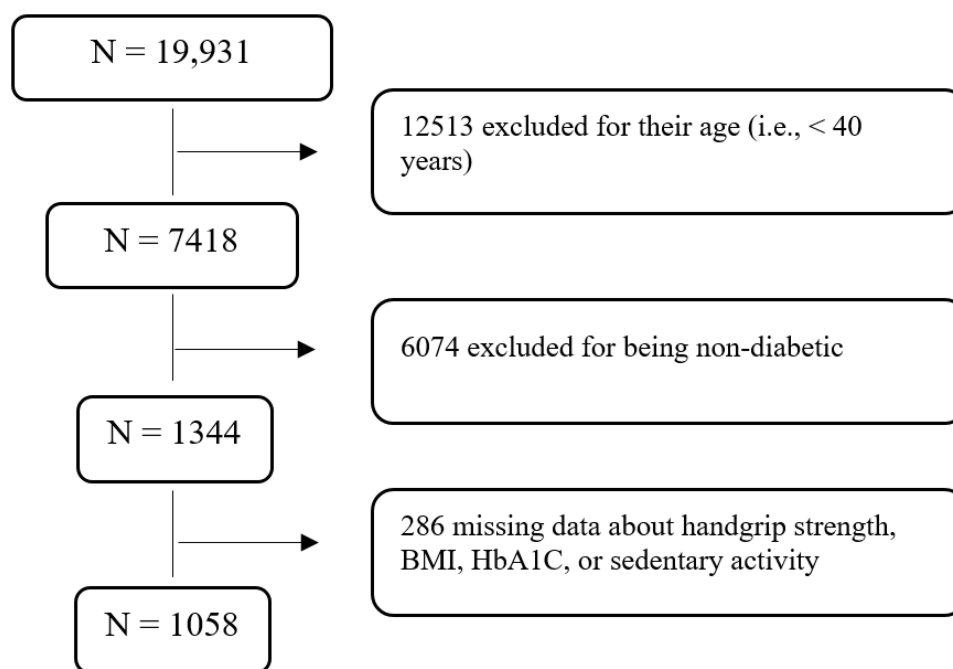 N = 19,931
12513 excluded for their age (i.e., < 40
years)
N = 7418
6074 excluded for being non-diabetic
N = 1344
286 missing data about handgrip strength,
BMI, HbA1C, or sedentary activity
N = 1058